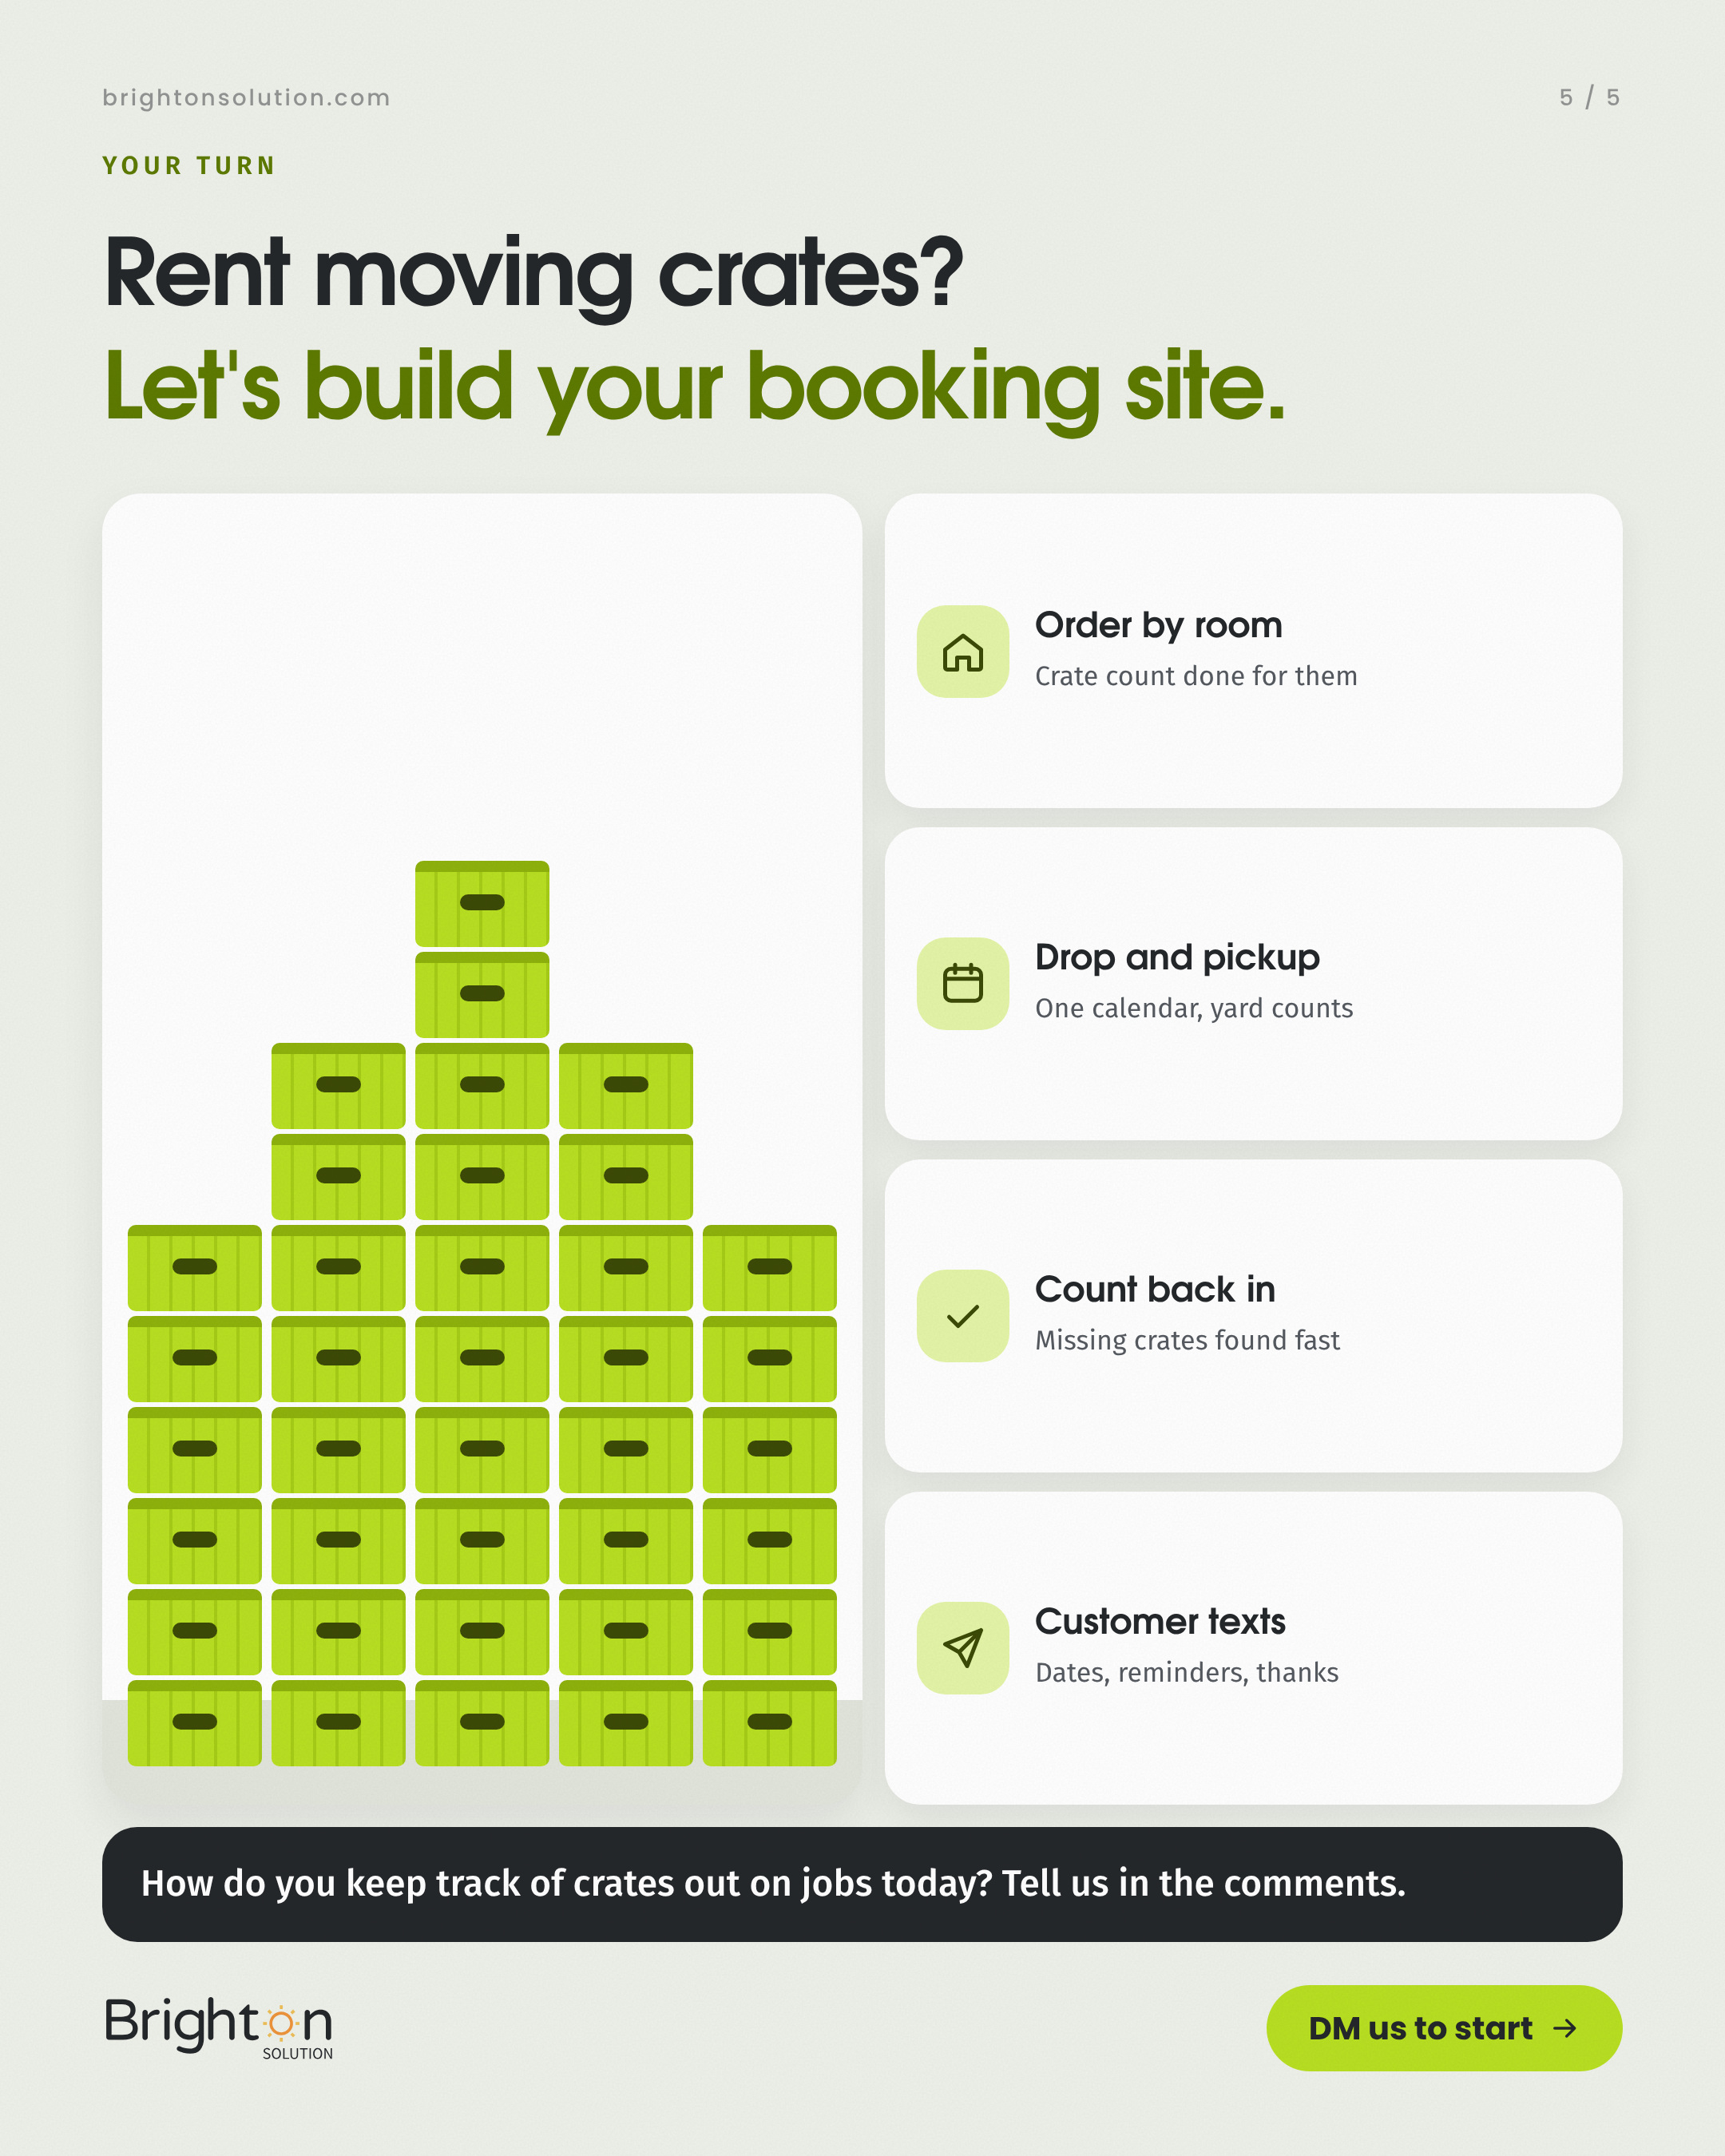 brightonsolution.com
5 / 5
YOUR TURN
Rent moving crates?
Let's build your booking site.
Order by room
Crate count done for them
Drop and pickup
One calendar, yard counts
Count back in
Missing crates found fast
Customer texts
Dates, reminders, thanks
How do you keep track of crates out on jobs today? Tell us in the comments.
Brighton
SOLUTION
DM us to start →